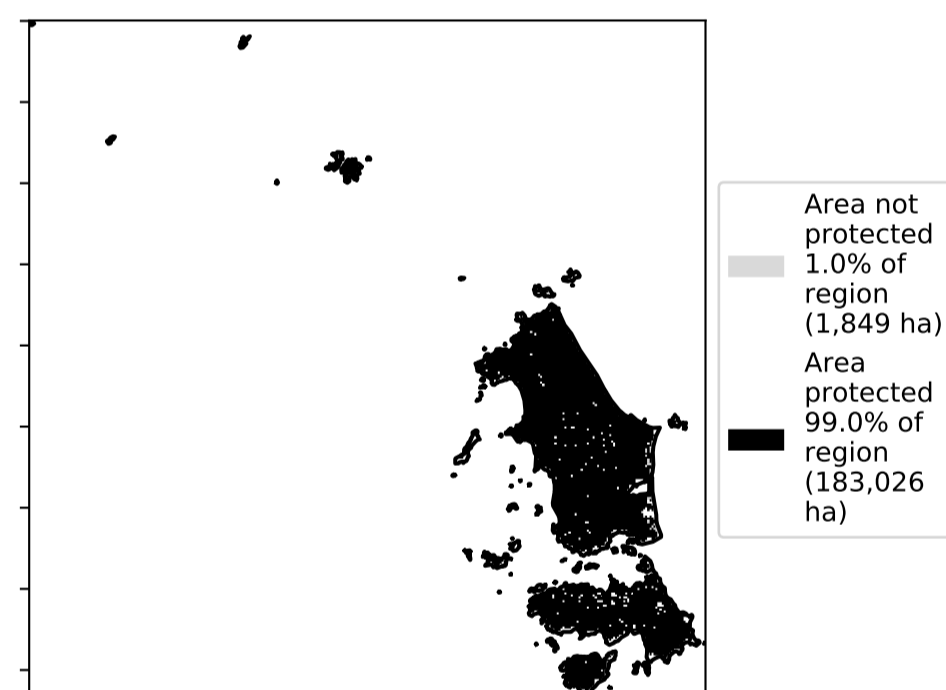 Area not
protected
1.0% of
region
(1,849 ha)
Area
protected
99.0% of
region
(183,026
ha)